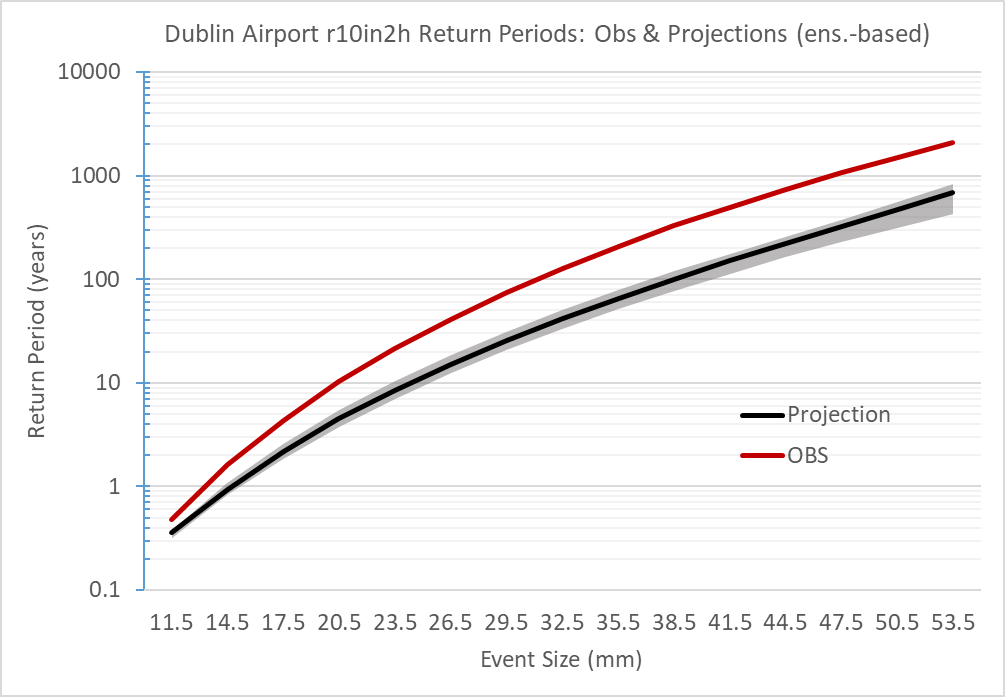 Dublin Airport r10in2h Return Periods: Obs & Projections (ens.-based)
10000
1000
100
10
1
0.1
Return Period (years)
Projection
OBS
11.5 14.5 17.5 20.5 23.5 26.5 29.5 32.5 35.5 38.5 41.5 44.5 47.5 50.5 53.5
Event Size (mm)